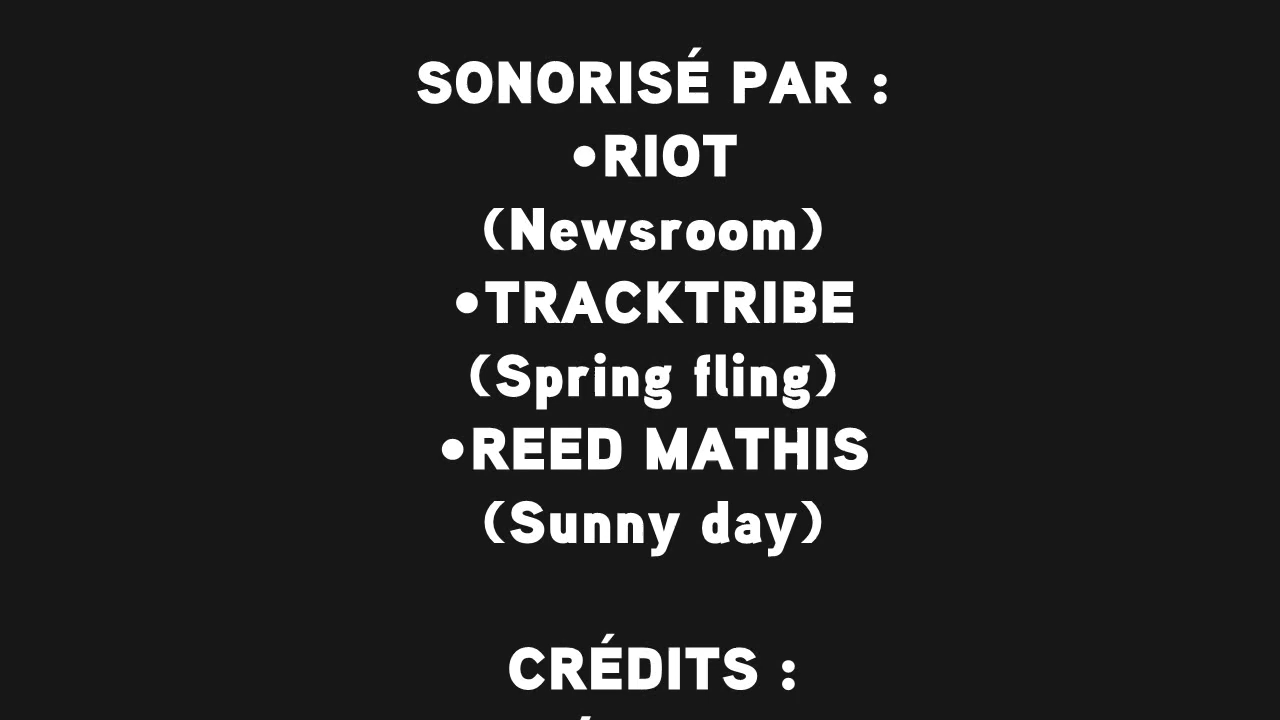 SONORISÉ PAR :
•RIOT
(Newsroom)
•TRACKTRIBE
(Spring fling)
•REED MATHIS
(Sunny day)
CRÉDITS :